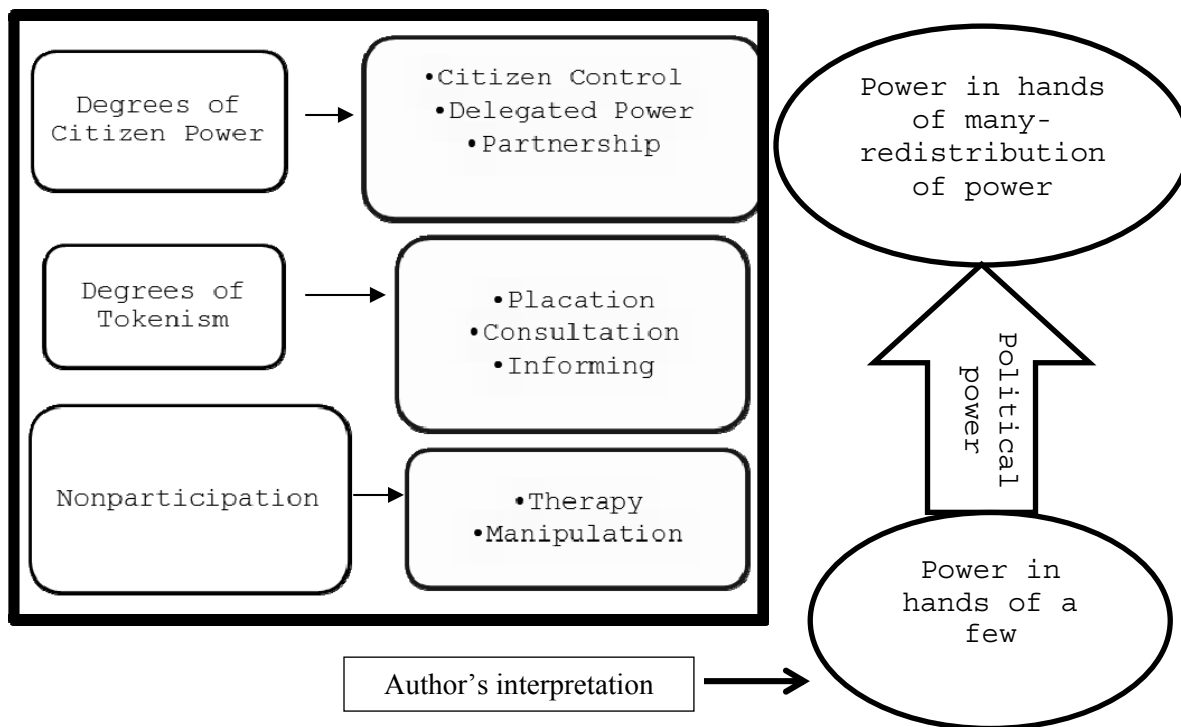 Degrees of
Citizen Power
•Citizen Control
•Delegated Power
•Partnership
Degrees of
Tokenism
•Placation
•Consultation
•Informing
Nonparticipation
•Therapy
•Manipulation
Power in hands
of many-
redistribution
of power
Political
power
Power in
hands of a
few
Author’s interpretation